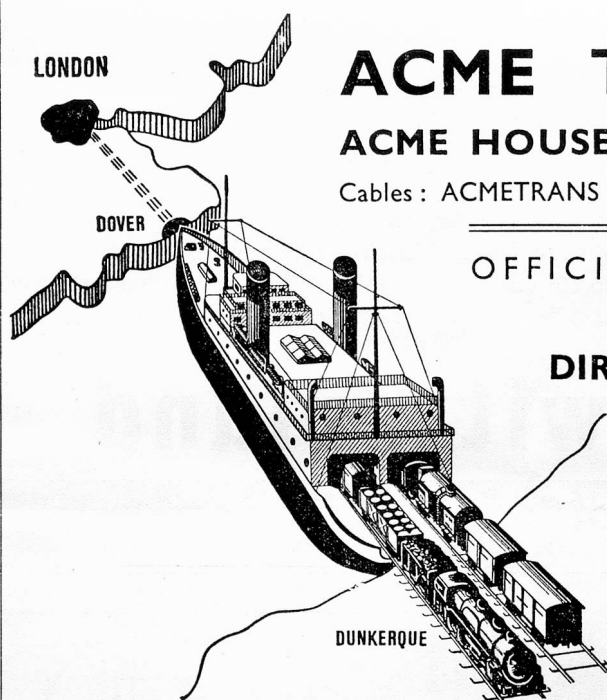 LONDON
ACME T
ACME HOUSE
Cables : ACMETRANS
DOVER
OFFICI
DIR
DUNKERQUE